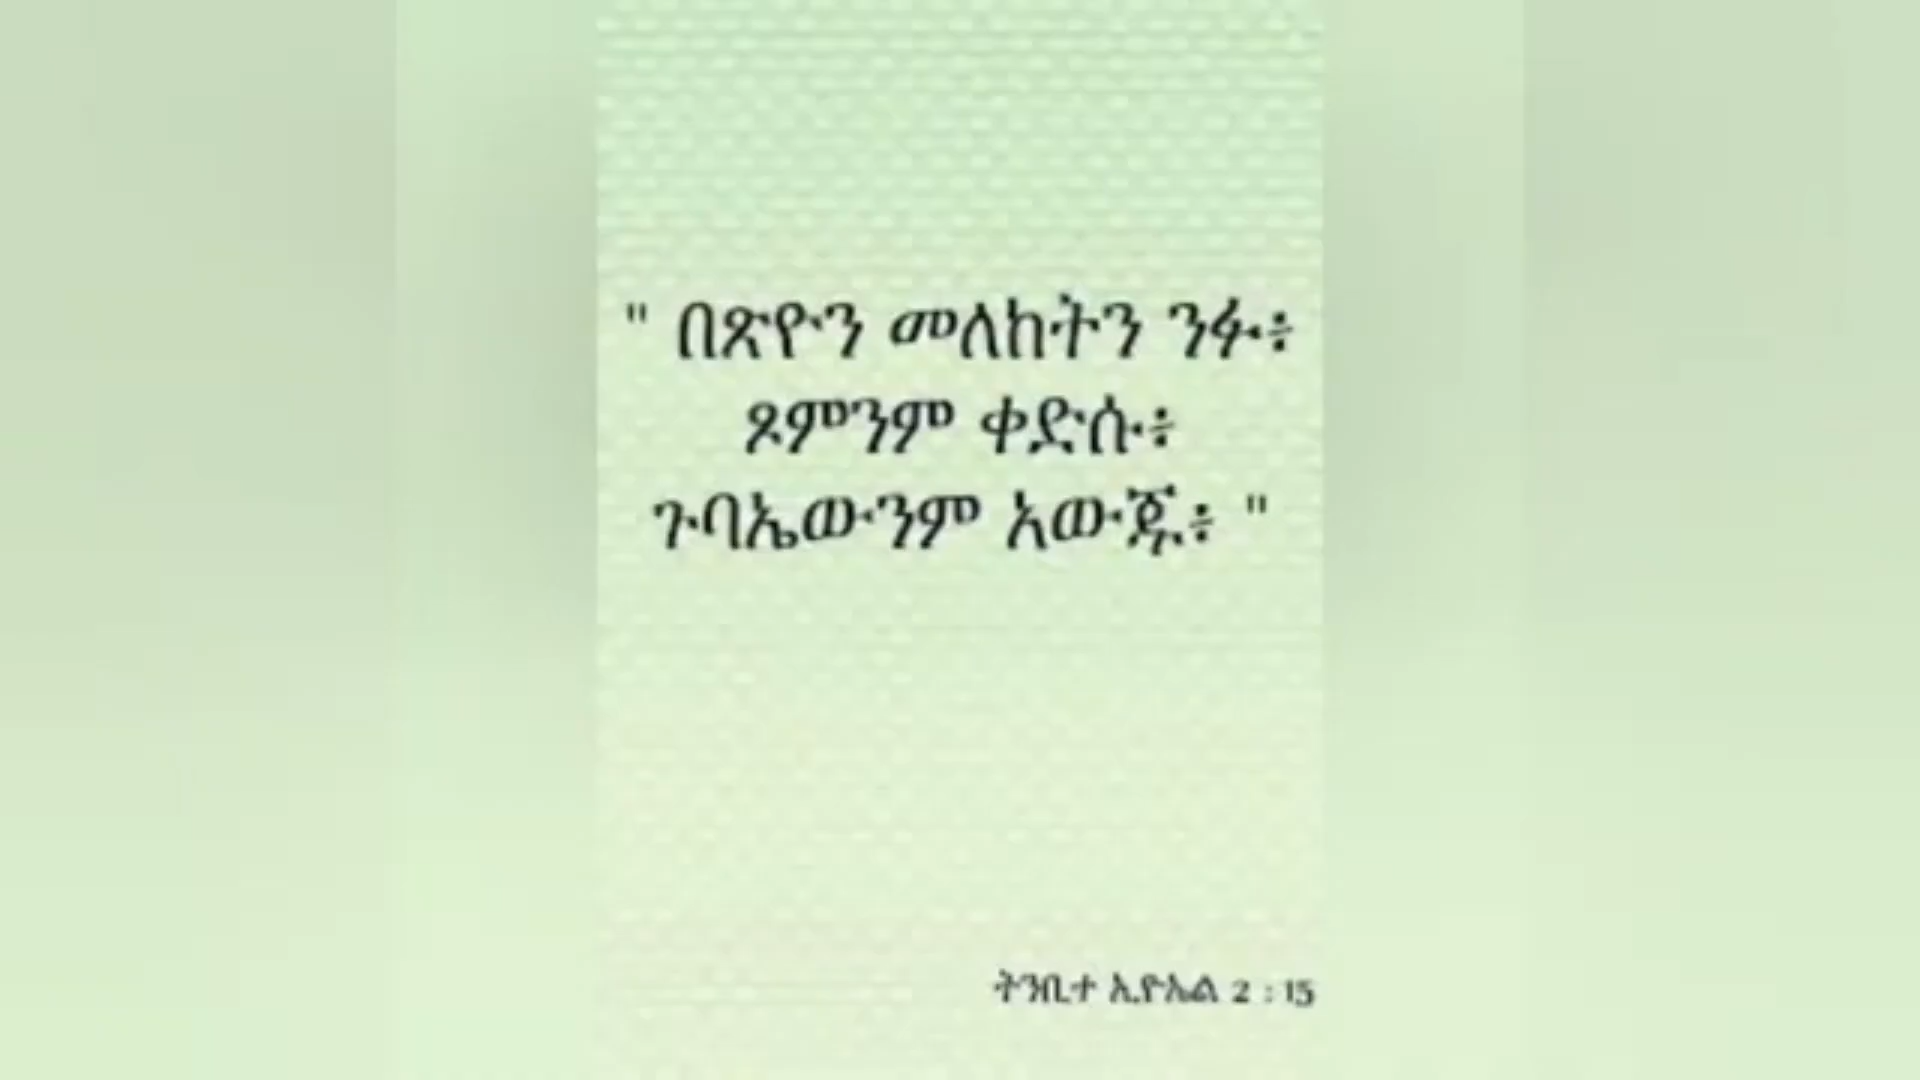 " በጽዮን መለከትን ንፉ፥
ጾምንም ቀድሱ፥
ጉባኤውንም አውጁ፥ "
ትንቢተ ኢዮኤል 2 : 15